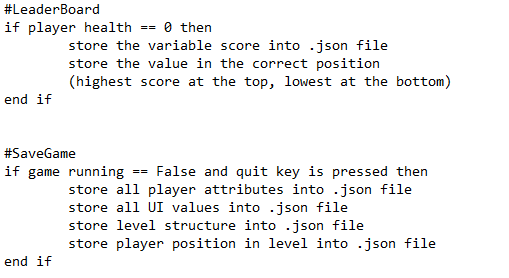 #LeaderBoard
if player health == 0 then
store the variable score into .json file
store the value in the correct position
(highest score at the top, lowest at the bottom)
end if
#SaveGame
if game running == False and quit key is pressed then
store all player attributes into .json file
store all UI values into .json file
store level structure into .json file
store player position in level into .json file
end if